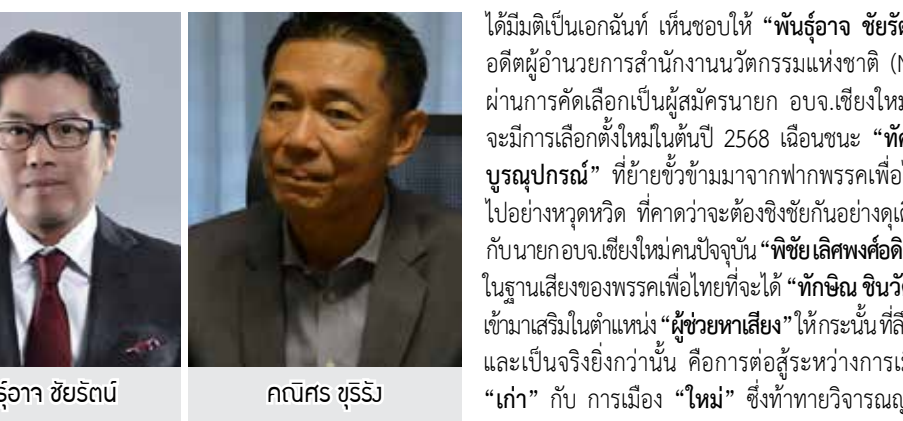 ได้มีมติเป็นเอกฉันท์ เห็นชอบให้ “พันธุ์อาจ ชัยรัต
อดีตผู้อำนวยการสำนักงานนวัตกรรมแห่งชาติ (N
ผ่านการคัดเลือกเป็นผู้สมัครนายก อบจ.เชียงใหม
จะมีการเลือกตั้งใหม่ในต้นปี 2568 เฉือนชนะ “ทัศ
บูรณุปกรณ์” ที่ย้ายขั้วข้ามมาจากฟากพรรคเพื่อไ
ไปอย่างหวุดหวิด ที่คาดว่าจะต้องชิงชัยกันอย่างดุเดื
กับนายกอบจ.เชียงใหม่คนปัจจุบัน “พิชัย เลิศพงศ์อดิ
ในฐานเสียงของพรรคเพื่อไทยที่จะได้ “ทักษิณ ชินวั
เข้ามาเสริมในตำแหน่ง “ผู้ช่วยหาเสียง” ให้กระนั้น ที่ลึ
และเป็นจริงยิ่งกว่านั้น คือการต่อสู้ระหว่างการเมื
“เก่า” กับ การเมือง “ใหม่” ซึ่งท้าทายวิจารณญ
ธุ์อาจ ชัยรัตน์
คณิศร ขุริรัง